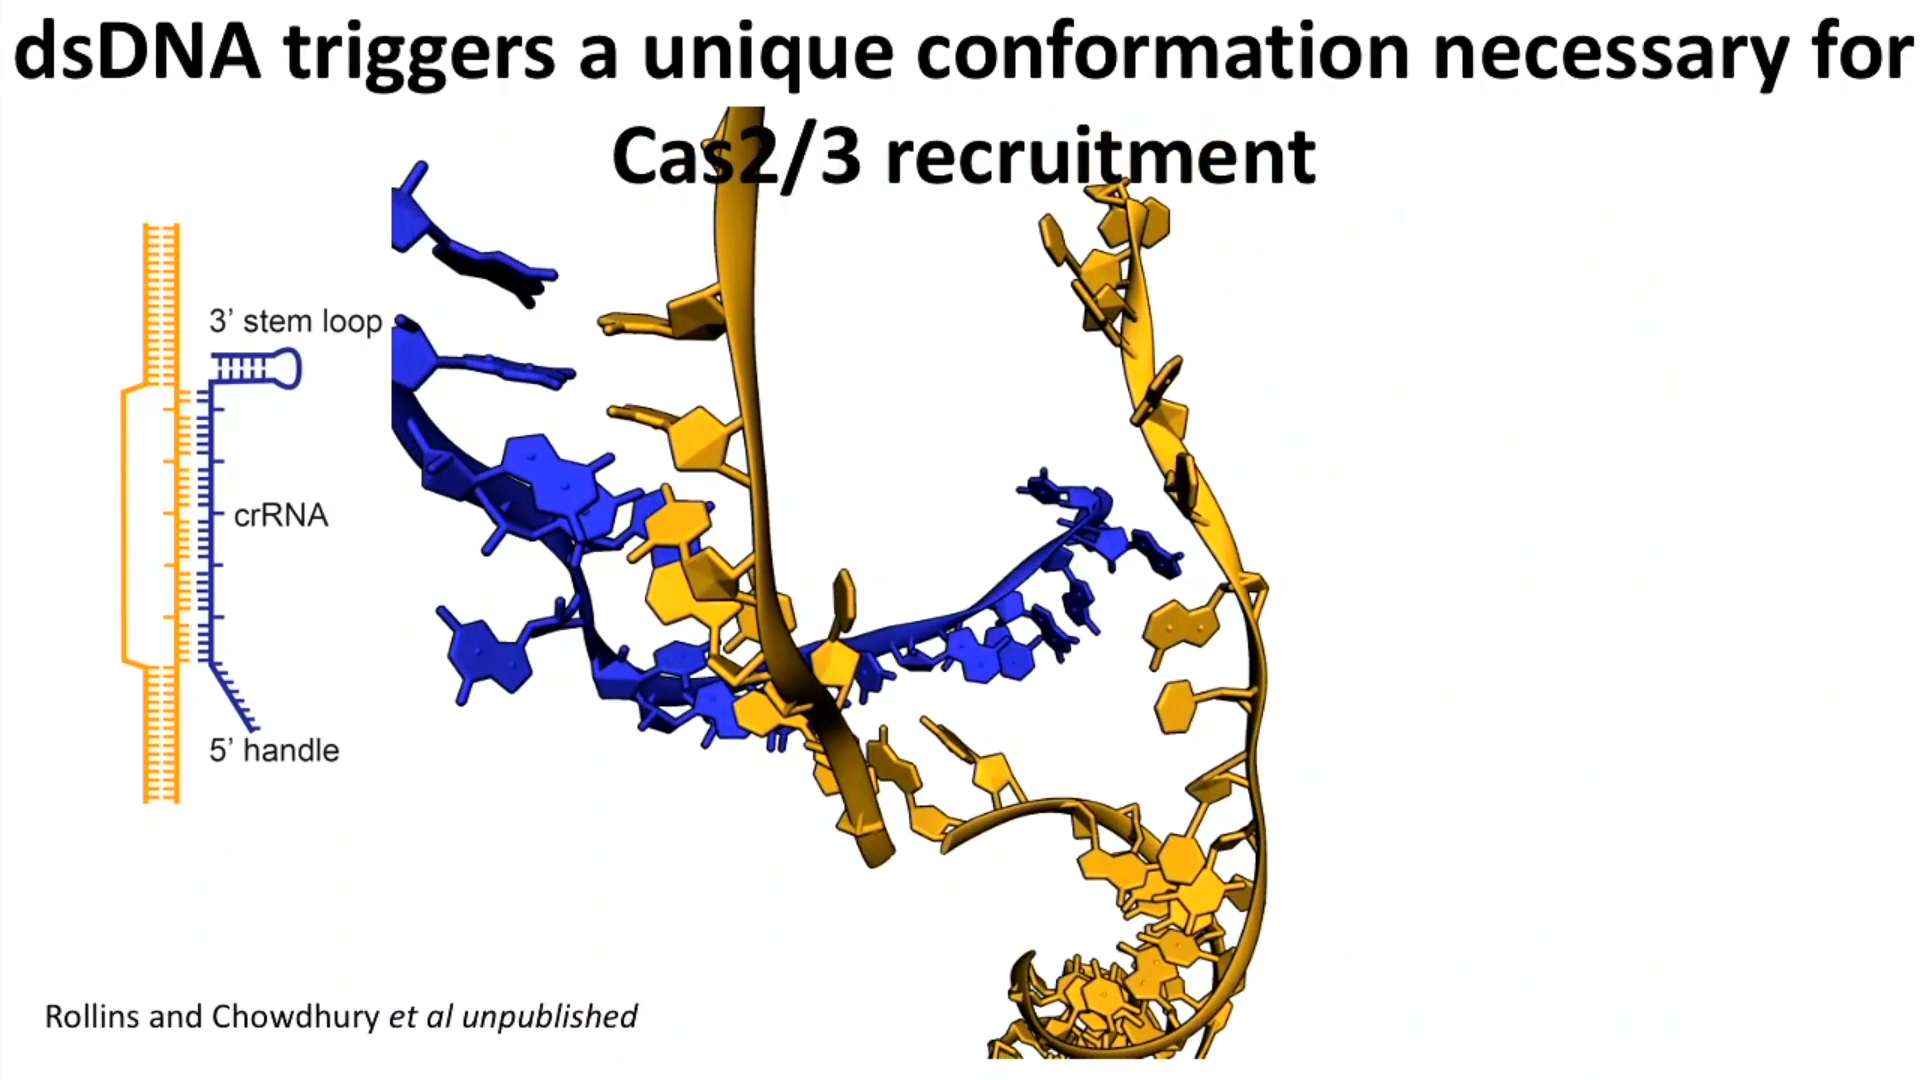 dsDNA triggers a unique conformation necessary for
Cas2/3 recruitment
3’ stem loop
crRNA
5’ handle
Rollins and Chowdhury et al unpublished